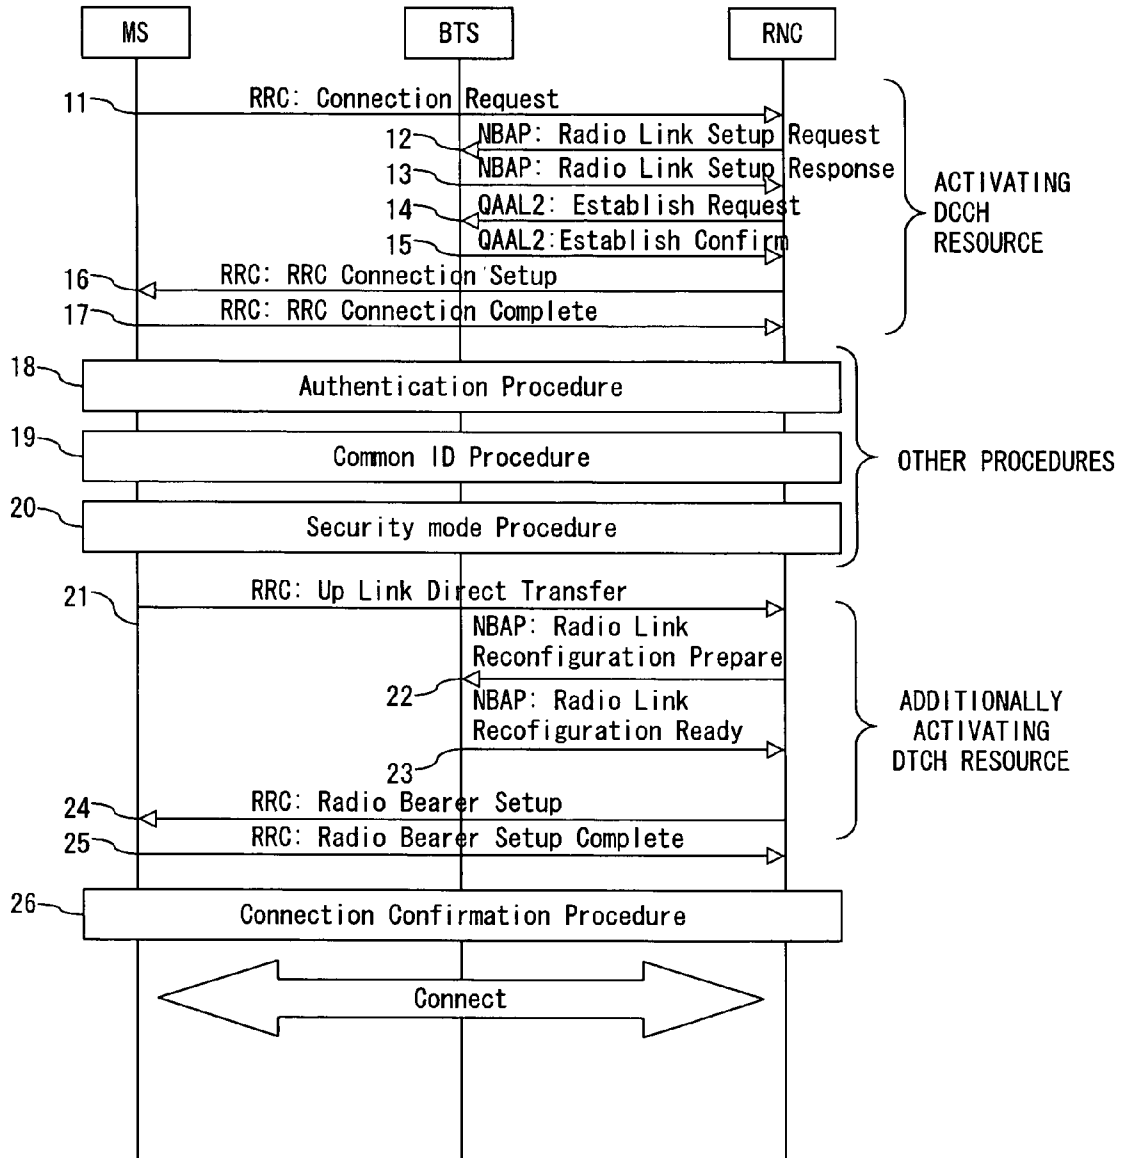 MS
BTS
RNC
11
RRC: Connection Request
12
NBAP: Radio Link Setup Request
13
NBAP: Radio Link Setup Response
14
QAAL2: Establish Request
15
QAAL2:Establish Confirm
16
RRC: RRC Connection Setup
17
RRC: RRC Connection Complete
ACTIVATING
DCCH
RESOURCE
18
Authentication Procedure
19
Common ID Procedure
20
Security mode Procedure
OTHER PROCEDURES
21
RRC: Up Link Direct Transfer
NBAP: Radio Link
Reconfiguration Prepare
22
NBAP: Radio Link
Recofiguration Ready
23
24
RRC: Radio Bearer Setup
25
RRC: Radio Bearer Setup Complete
ADDITIONALLY
ACTIVATING
DTCH RESOURCE
26
Connection Confirmation Procedure
Connect